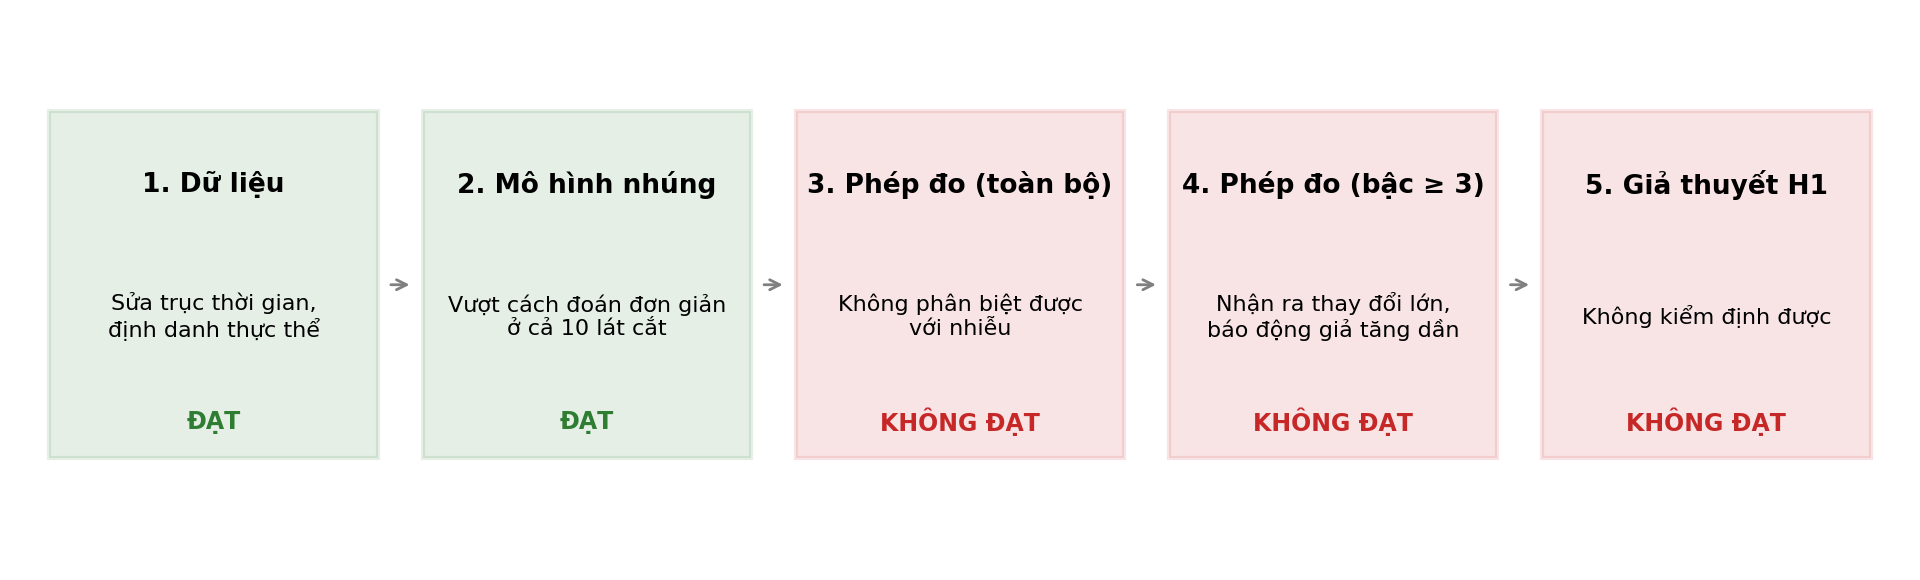 1. Dữ liệu
Sửa trục thời gian,
định danh thực thể
ĐẠT
2. Mô hình nhúng
Vượt cách đoán đơn giản
ở cả 10 lát cắt
ĐẠT
3. Phép đo (toàn bộ)
Không phân biệt được
với nhiễu
KHÔNG ĐẠT
4. Phép đo (bậc ≥ 3)
Nhận ra thay đổi lớn,
báo động giả tăng dần
KHÔNG ĐẠT
5. Giả thuyết H1
Không kiểm định được
KHÔNG ĐẠT